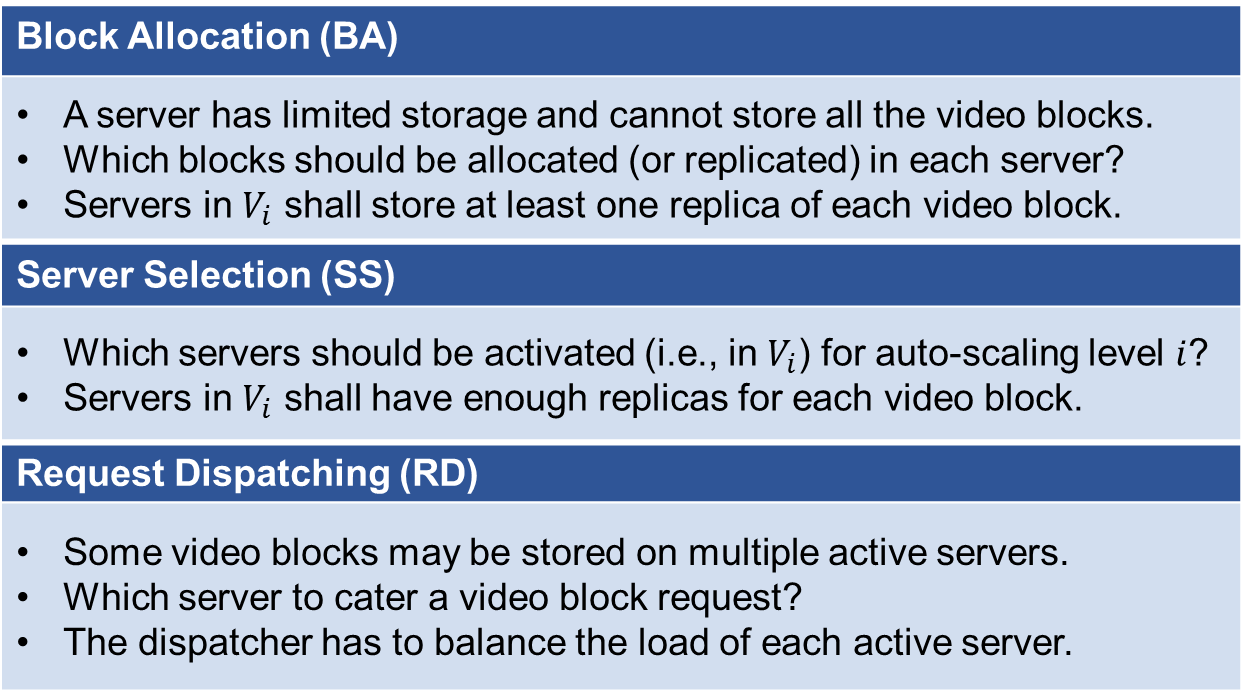 Block Allocation (BA)
• A server has limited storage and cannot store all the video blocks.
• Which blocks should be allocated (or replicated) in each server?
• Servers in Vᵢ shall store at least one replica of each video block.
Server Selection (SS)
• Which servers should be activated (i.e., in Vᵢ) for auto-scaling level i?
• Servers in Vᵢ shall have enough replicas for each video block.
Request Dispatching (RD)
• Some video blocks may be stored on multiple active servers.
• Which server to cater a video block request?
• The dispatcher has to balance the load of each active server.